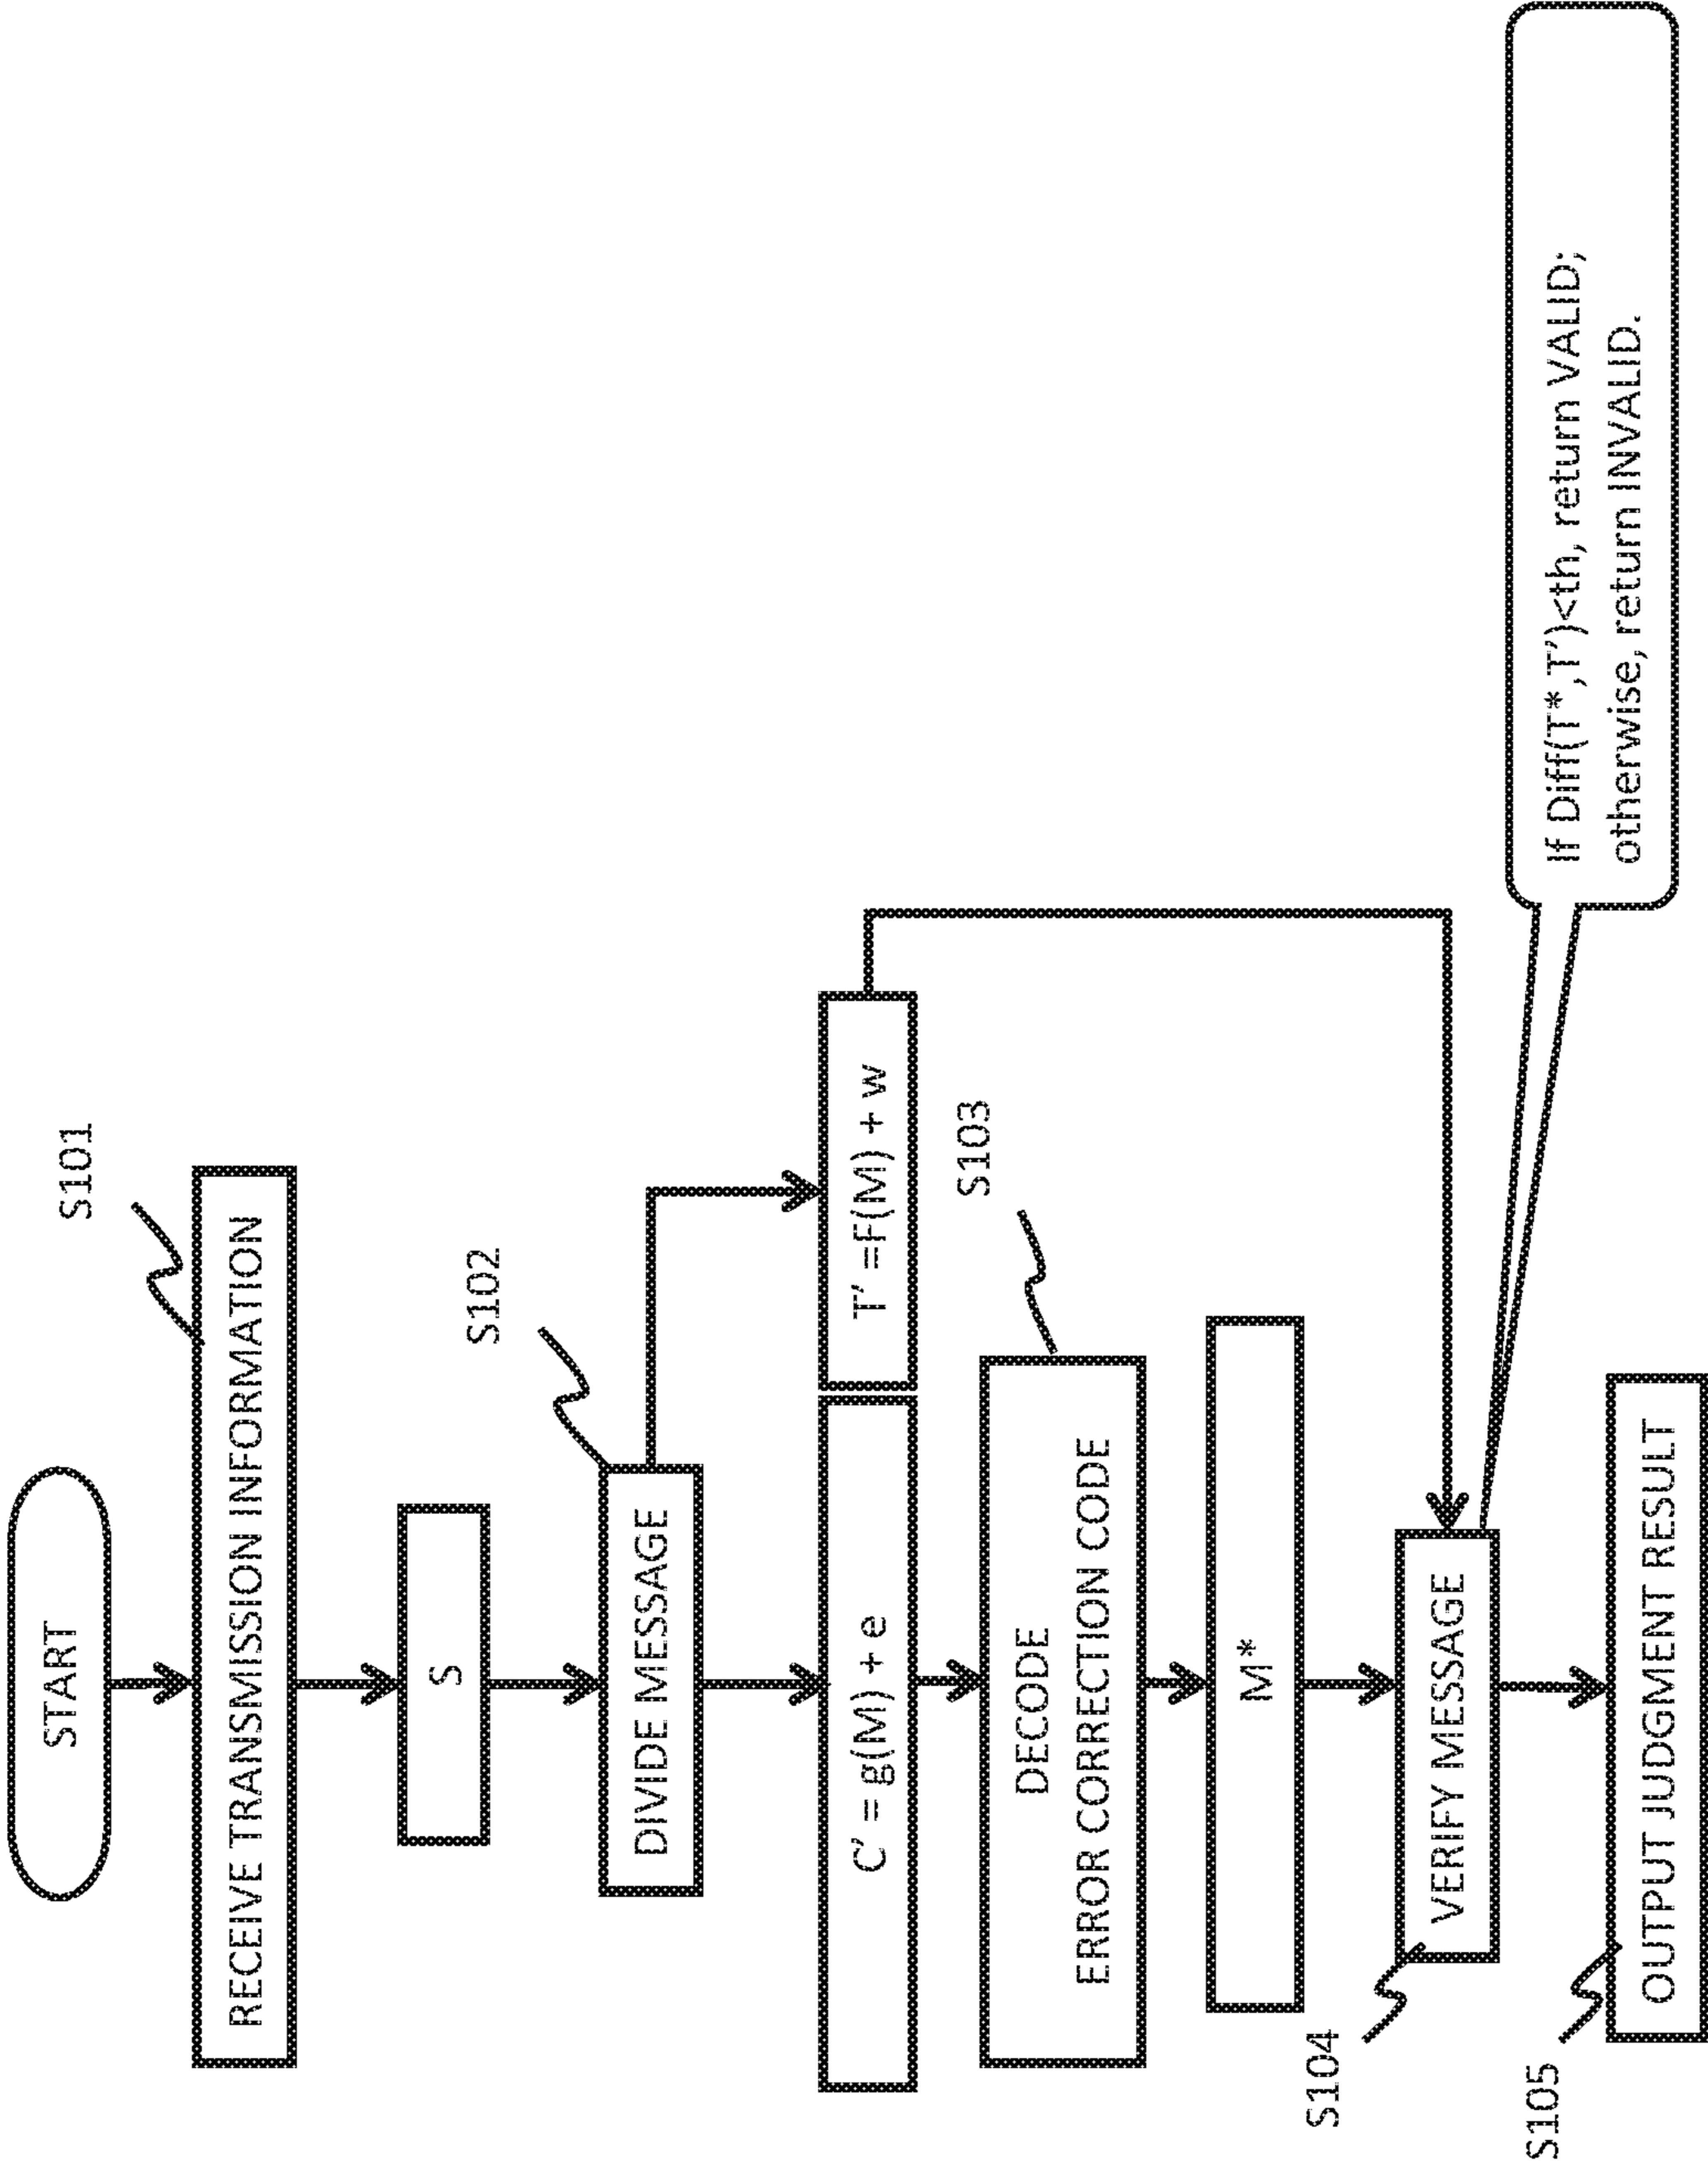 START
S101
RECEIVE TRANSMISSION INFORMATION
S
S102
DIVIDE MESSAGE
C' = g(M) + e
T' =F(M) + w
S103
DECODE
ERROR CORRECTION CODE
M*
S104
VERIFY MESSAGE
If Diff(T*,T')<th, return VALID;
otherwise, return INVALID.
S105
OUTPUT JUDGMENT RESULT